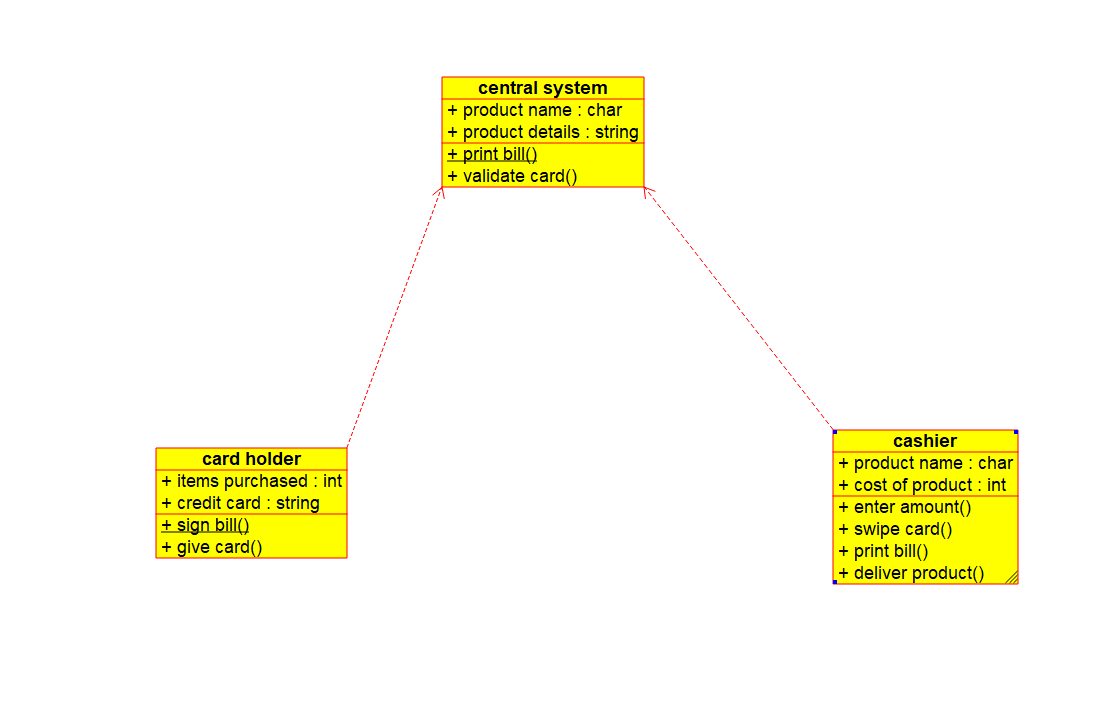 central system
+ product name : char
+ product details : string
+ print bill()
+ validate card()
card holder
+ items purchased : int
+ credit card : string
+ sign bill()
+ give card()
cashier
+ product name : char
+ cost of product : int
+ enter amount()
+ swipe card()
+ print bill()
+ deliver product()